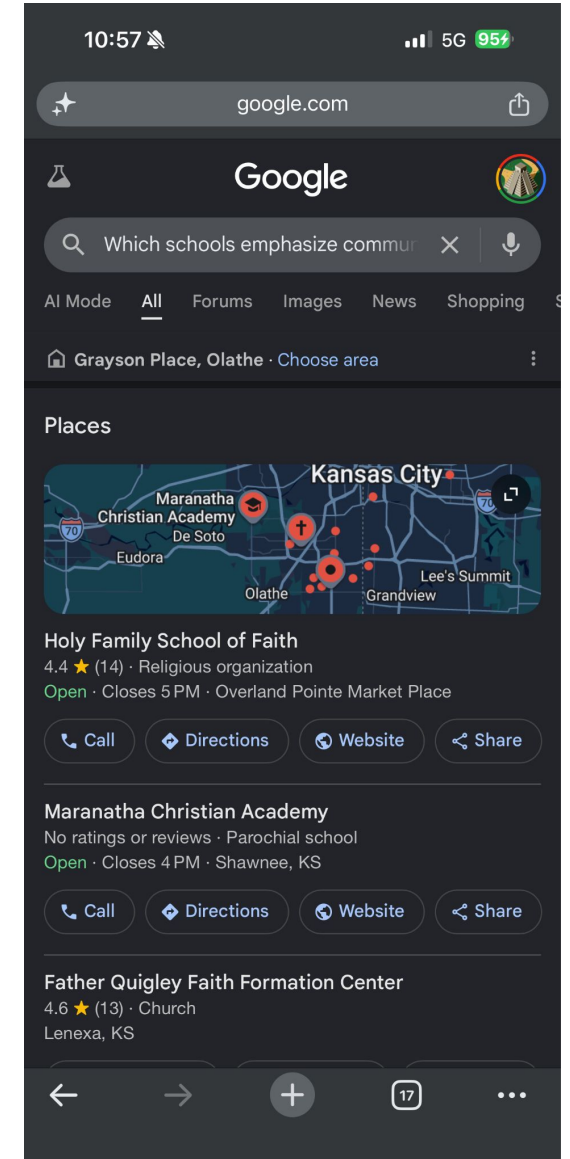 10:57
5G 95
google.com
Google
Which schools emphasize commun
AI Mode All Forums Images News Shopping
Grayson Place, Olathe · Choose area
Places
Kansas City
70
Maranatha
Christian Academy
70
De Soto
Eudora
Lee's Summit
Olathe
Grandview
Holy Family School of Faith
4.4 ★ (14) · Religious organization
Open · Closes 5 PM · Overland Pointe Market Place
Call Directions Website Share
Maranatha Christian Academy
No ratings or reviews · Parochial school
Open · Closes 4 PM · Shawnee, KS
Call Directions Website Share
Father Quigley Faith Formation Center
4.6 ★ (13) · Church
Lenexa, KS
17